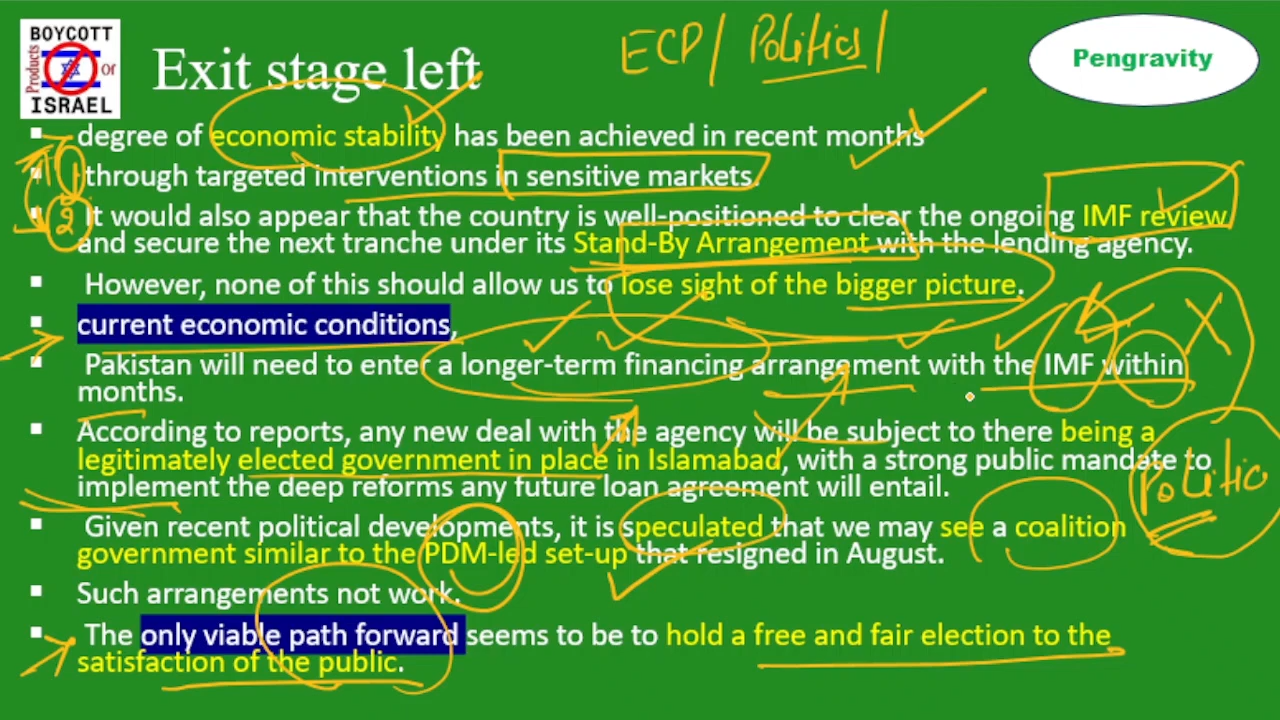 BOYCOTT
Products
or
ISRAEL
Exit stage left
ECP/ Politics/
Pengravity
degree of economic stability has been achieved in recent months
1 through targeted interventions in sensitive markets.
2 It would also appear that the country is well-positioned to clear the ongoing IMF review
and secure the next tranche under its Stand-By Arrangement with the lending agency.
However, none of this should allow us to lose sight of the bigger picture.
current economic conditions,
Pakistan will need to enter a longer-term financing arrangement with the IMF within
months.
According to reports, any new deal with the agency will be subject to there being a
legitimately elected government in place in Islamabad, with a strong public mandate to
implement the deep reforms any future loan agreement will entail.
Politic
Given recent political developments, it is speculated that we may see a coalition
government similar to the PDM-led set-up that resigned in August.
Such arrangements not work.
The only viable path forward seems to be to hold a free and fair election to the
satisfaction of the public.